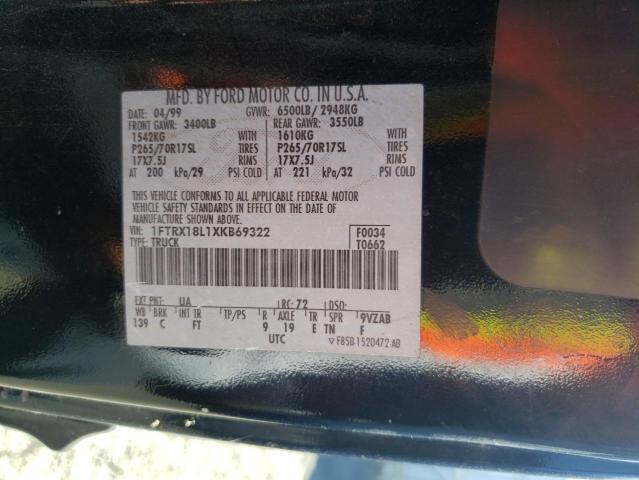 MFD. BY FORD MOTOR CO. IN U.S.A.
DATE: 04/99 GVWR: 6500LB/ 2948KG
FRONT GAWR: 3400LB REAR GAWR: 3550LB
1542KG WITH 1610KG WITH
P265/70R17SL TIRES P265/70R17SL TIRES
17X7.5J RIMS 17X7.5J RIMS
AT 200 kPa/29 PSI COLD AT 221 kPa/32 PSI COLD
THIS VEHICLE CONFORMS TO ALL APPLICABLE FEDERAL MOTOR
VEHICLE SAFETY STANDARDS IN EFFECT ON THE DATE OF
MANUFACTURE SHOWN ABOVE.
VIN: 1FTRX18L1XKB69322 F0034
TYPE: TRUCK T0662
EXT PNT: UA RC: 72 DSO:
WB BRK INT TR TP/PS R AXLE TR SPR 9VZAB
139 C FT 9 19 E TN F
UTC ▽ F85B-1520472-AB